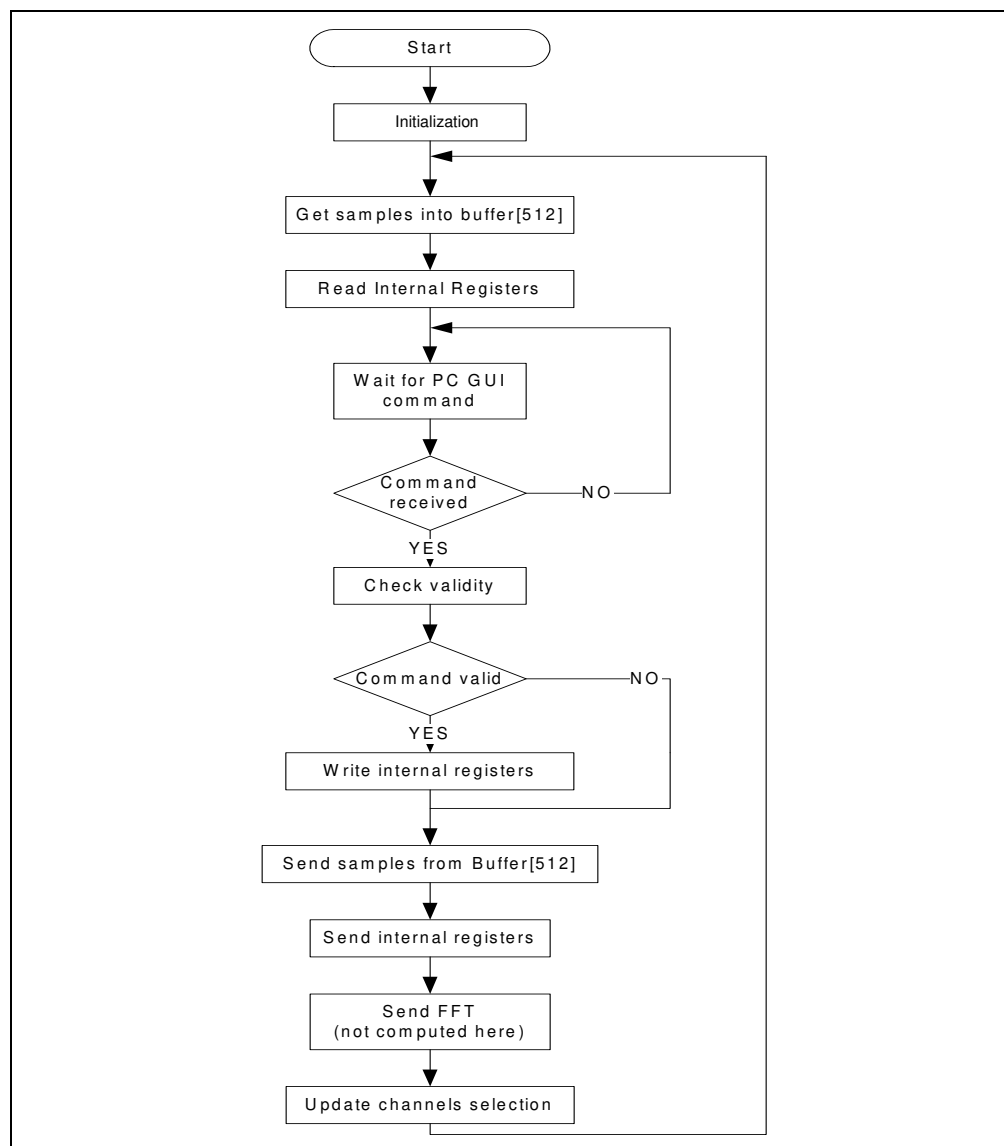 Start
Initialization
Get samples into buffer[512]
Read Internal Registers
Wait for PC GUI
command
Command
received
NO
YES
Check validity
Command valid
NO
YES
Write internal registers
Send samples from Buffer[512]
Send internal registers
Send FFT
(not computed here)
Update channels selection